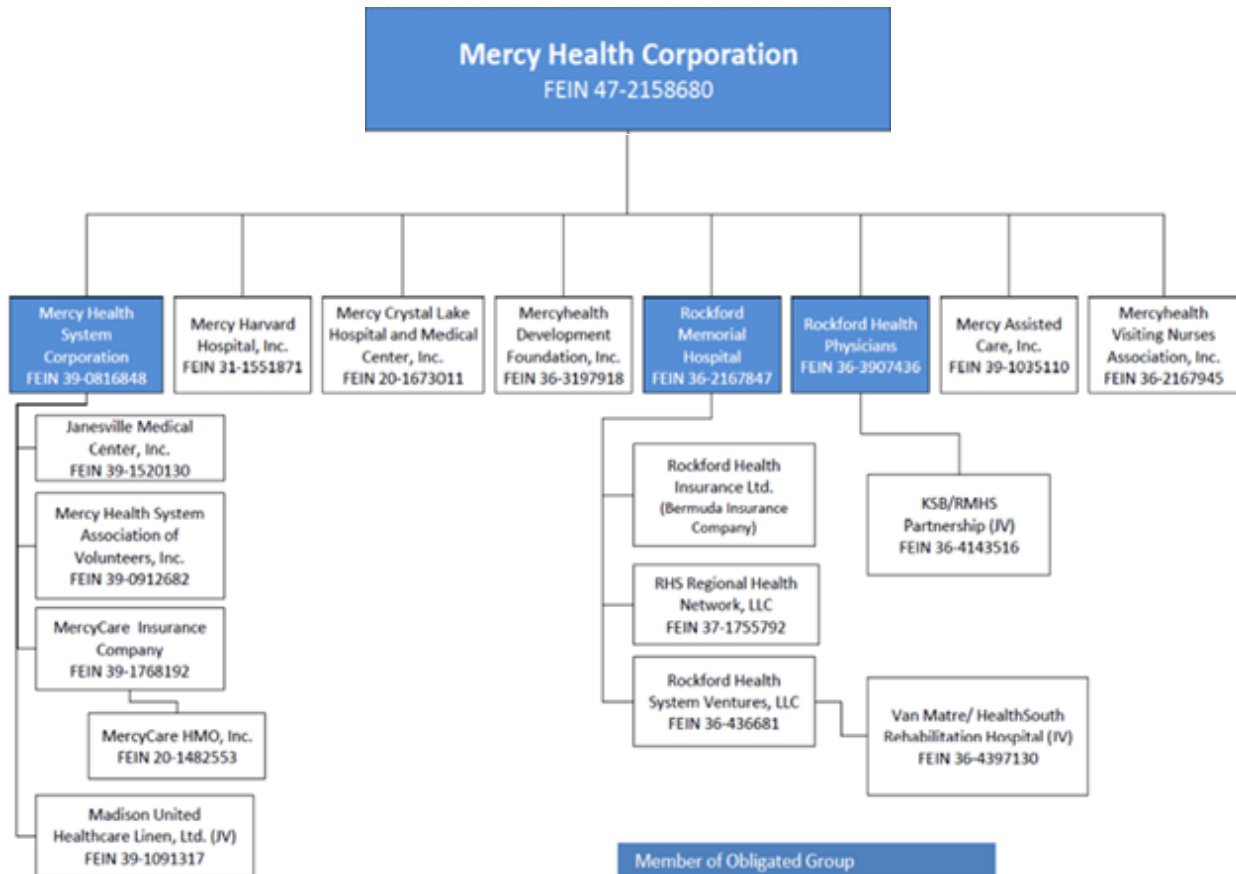 Mercy Health Corporation
FEIN 47-2158680
Mercy Health
System
Corporation
FEIN 39-0816848
Mercy Harvard
Hospital, Inc.
FEIN 31-1551871
Mercy Crystal Lake
Hospital and Medical
Center, Inc.
FEIN 20-1673011
Mercyhealth
Development
Foundation, Inc.
FEIN 36-3197918
Rockford
Memorial
Hospital
FEIN 36-2167847
Rockford Health
Physicians
FEIN 36-3907436
Mercy Assisted
Care, Inc.
FEIN 39-1035110
Mercyhealth
Visiting Nurses
Association, Inc.
FEIN 36-2167945
Janesville Medical
Center, Inc.
FEIN 39-1520130
Mercy Health System
Association of
Volunteers, Inc.
FEIN 39-0912682
MercyCare Insurance
Company
FEIN 39-1768192
MercyCare HMO, Inc.
FEIN 20-1482553
Madison United
Healthcare Linen, Ltd. (JV)
FEIN 39-1091317
Rockford Health
Insurance Ltd.
(Bermuda Insurance
Company)
RHS Regional Health
Network, LLC
FEIN 37-1755792
Rockford Health
System Ventures, LLC
FEIN 36-436681
KSB/RMHS
Partnership (JV)
FEIN 36-4143516
Van Matre/ HealthSouth
Rehabilitation Hospital (JV)
FEIN 36-4397130
Member of Obligated Group